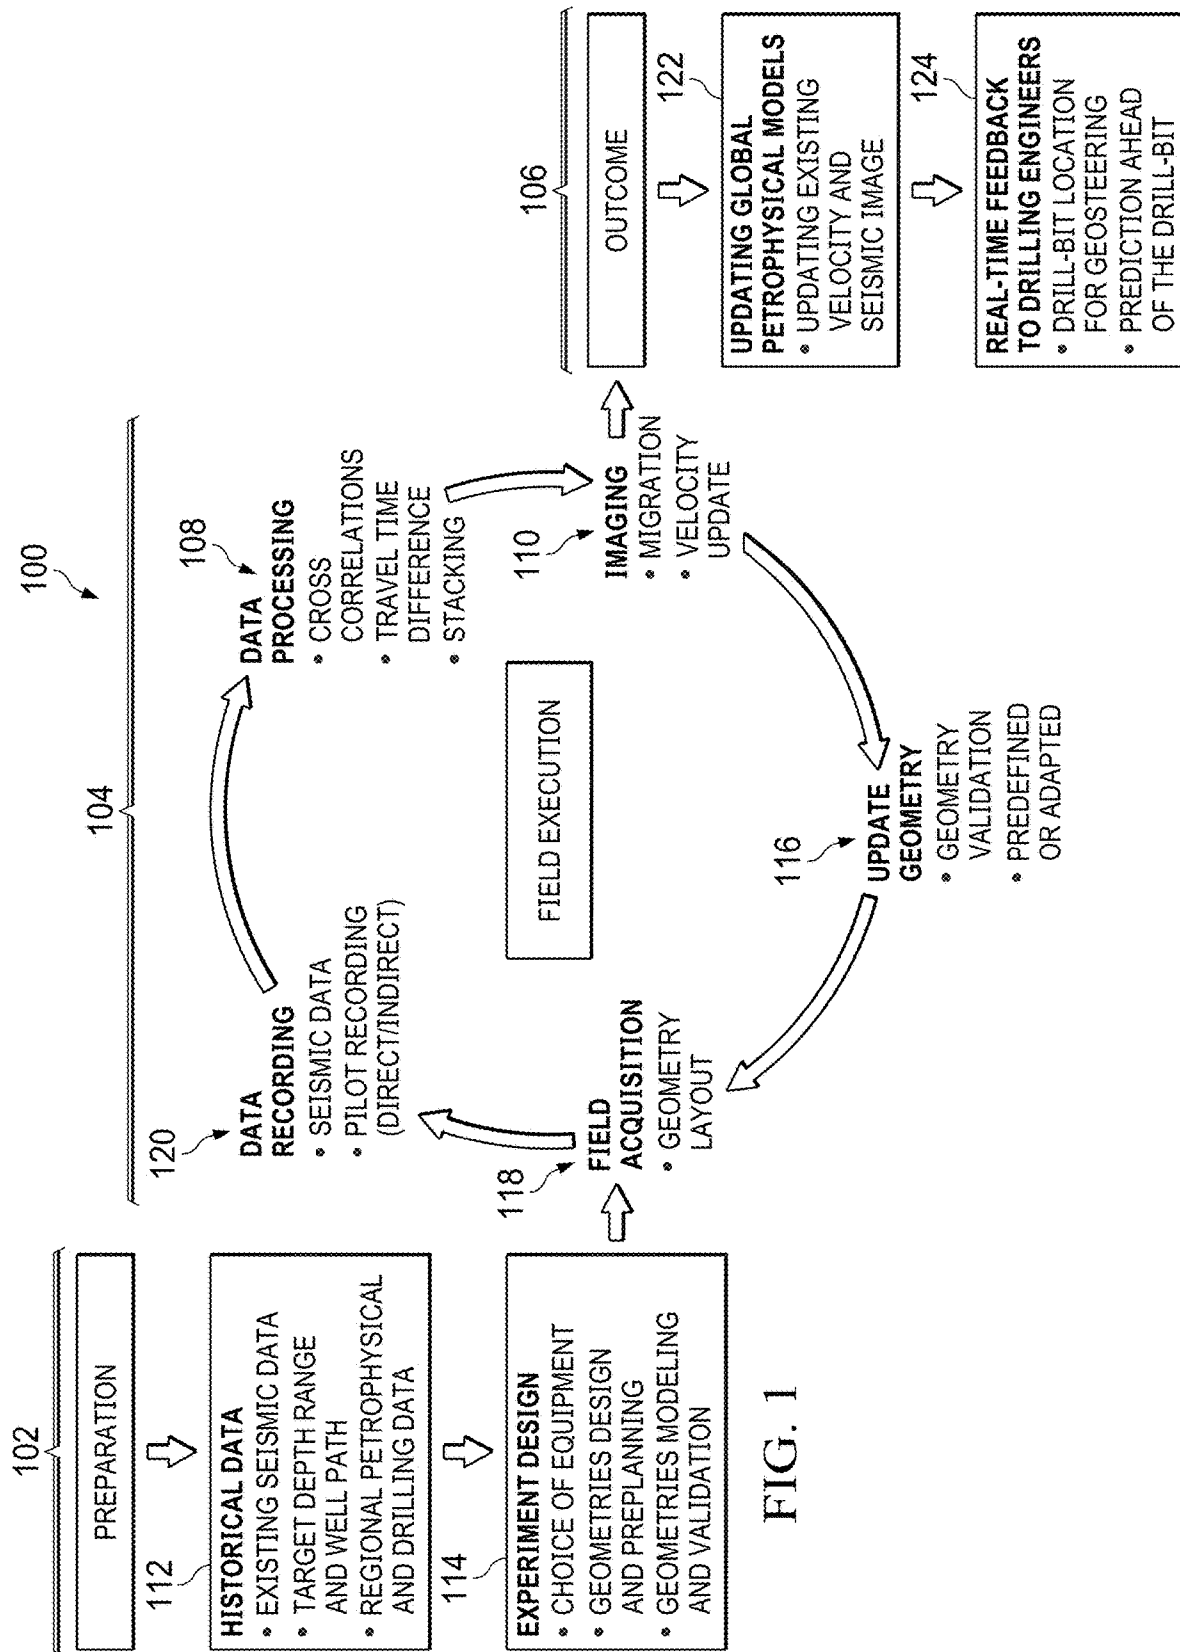 100
102
PREPARATION
112
HISTORICAL DATA
• EXISTING SEISMIC DATA
• TARGET DEPTH RANGE
AND WELL PATH
• REGIONAL PETROPHYSICAL
AND DRILLING DATA
114
EXPERIMENT DESIGN
• CHOICE OF EQUIPMENT
• GEOMETRIES DESIGN
AND PREPLANNING
• GEOMETRIES MODELING
AND VALIDATION
104
120
DATA
RECORDING
• SEISMIC DATA
• PILOT RECORDING
(DIRECT/INDIRECT)
108
DATA
PROCESSING
• CROSS
CORRELATIONS
• TRAVEL TIME
DIFFERENCE
• STACKING
FIELD EXECUTION
118
FIELD
ACQUISITION
• GEOMETRY
LAYOUT
110
IMAGING
• MIGRATION
• VELOCITY
UPDATE
116
UPDATE
GEOMETRY
• GEOMETRY
VALIDATION
• PREDEFINED
OR ADAPTED
106
OUTCOME
122
UPDATING GLOBAL
PETROPHYSICAL MODELS
• UPDATING EXISTING
VELOCITY AND
SEISMIC IMAGE
124
REAL-TIME FEEDBACK
TO DRILLING ENGINEERS
• DRILL-BIT LOCATION
FOR GEOSTEERING
• PREDICTION AHEAD
OF THE DRILL-BIT
FIG. 1